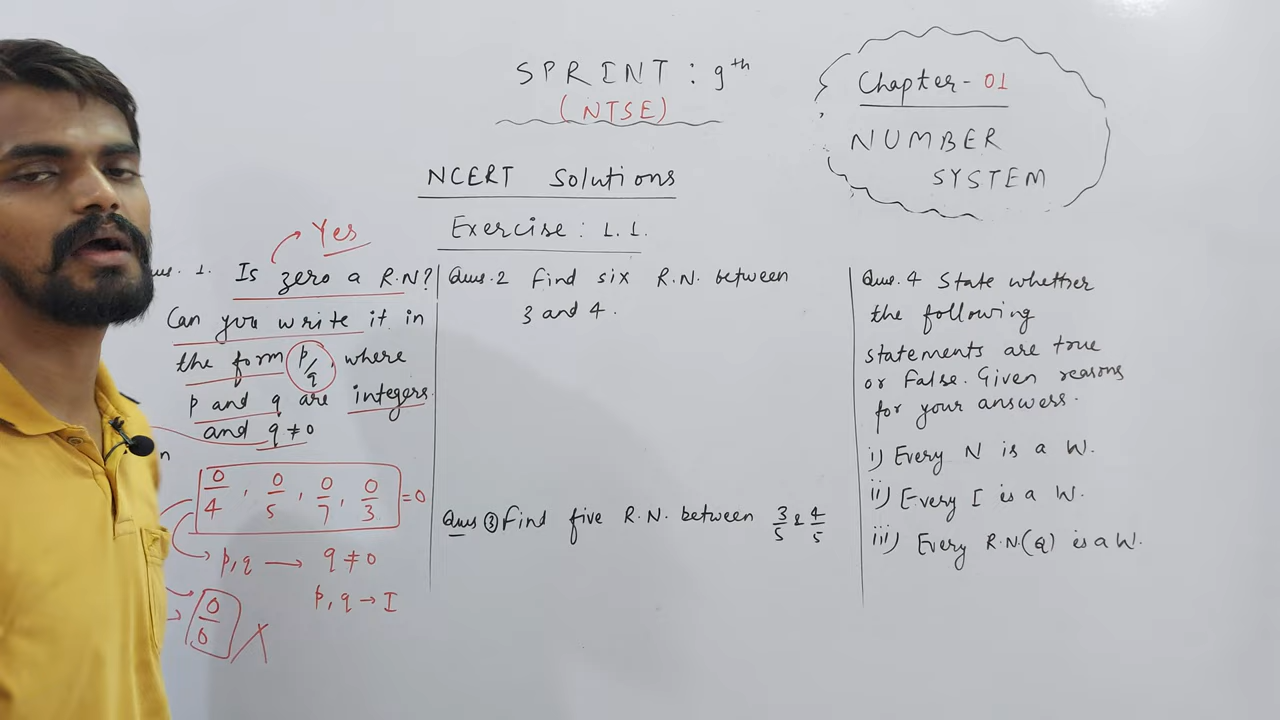 SPRINT : 9th
(NTSE)
Chapter - 01
NUMBER
SYSTEM
NCERT Solutions
Exercise : 1.1.
Yes
1. Is zero a R.N?
Can you write it in
the form p/q, where
p and q are integers
and q ≠ 0
n
0/4, 0/5, 0/7, 0/3 = 0
p, q → q ≠ 0
p, q → I
0/0 X
Ques.2 Find six R.N. between
3 and 4.
Ques ③ Find five R.N. between 3/5 & 4/5
Ques.4 State whether
the following
statements are true
or False. Given reasons
for your answers.
i) Every N is a W.
ii) Every I is a W.
iii) Every R.N.(Q) is a W.